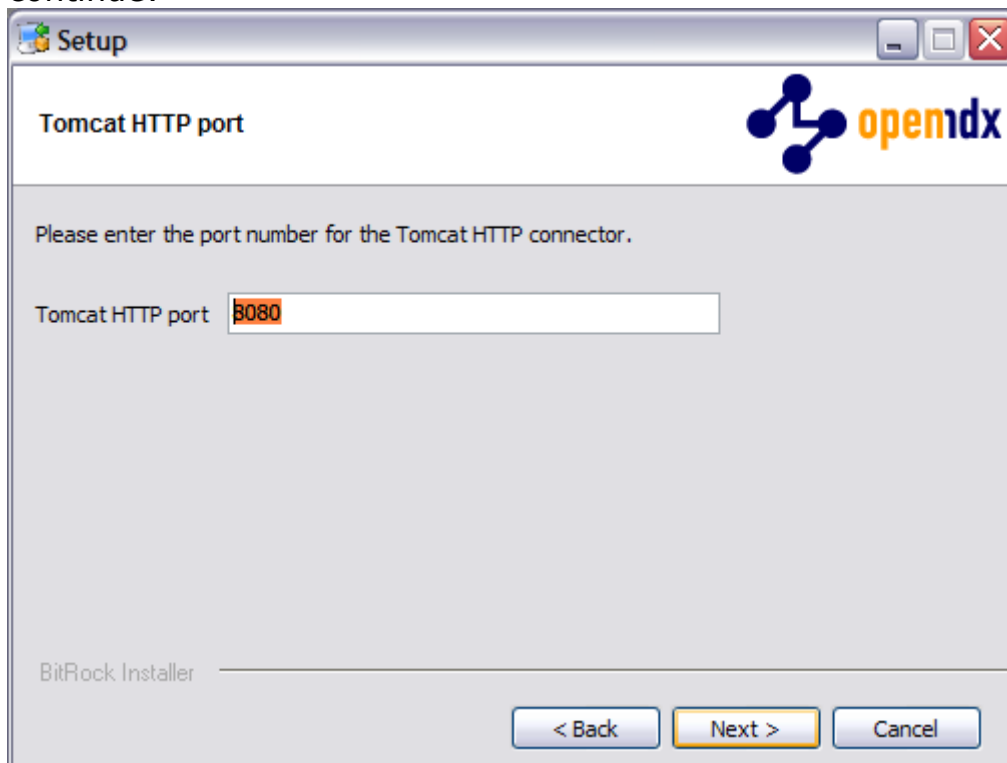 continue.
Setup
Tomcat HTTP port
openmdx
Please enter the port number for the Tomcat HTTP connector.
Tomcat HTTP port 8080
BitRock Installer
< Back Next > Cancel